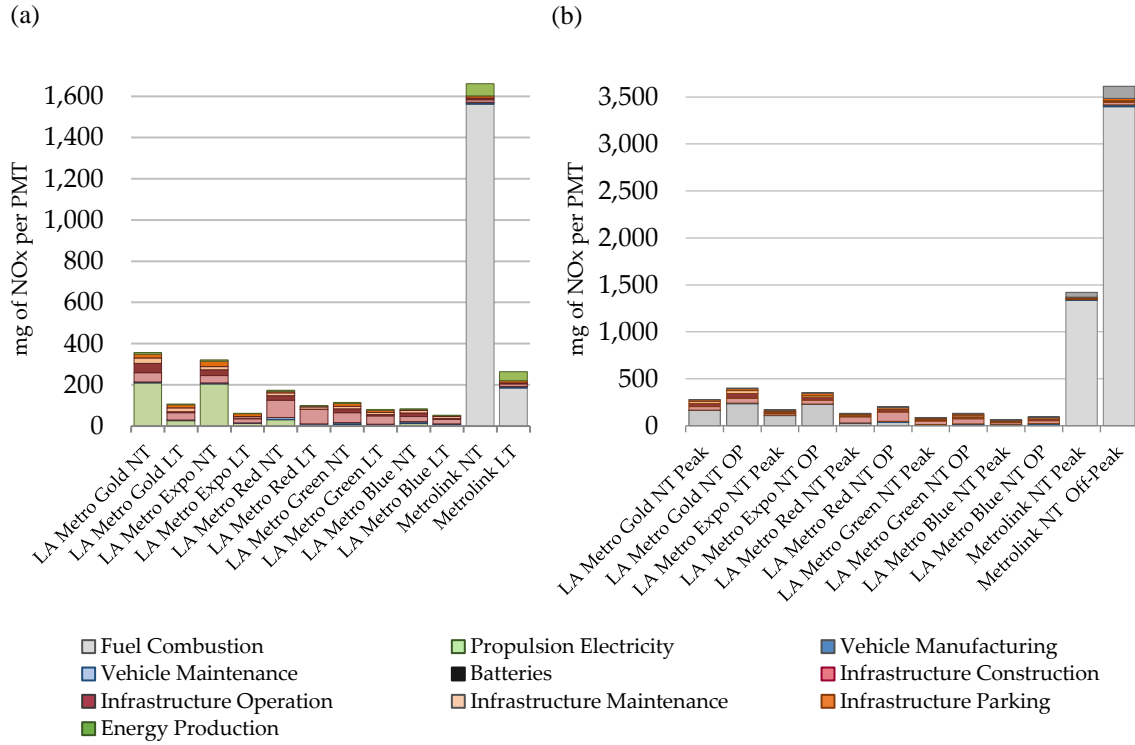 (a)
mg of NOx per PMT
1,600
1,400
1,200
1,000
800
600
400
200
0
LA Metro Gold NT
LA Metro Gold LT
LA Metro Expo NT
LA Metro Expo LT
LA Metro Red NT
LA Metro Red LT
LA Metro Green NT
LA Metro Green LT
LA Metro Blue NT
LA Metro Blue LT
Metrolink NT
Metrolink LT
(b)
mg of NOx per PMT
3,500
3,000
2,500
2,000
1,500
1,000
500
0
LA Metro Gold NT Peak
LA Metro Gold NT OP
LA Metro Expo NT Peak
LA Metro Expo NT OP
LA Metro Red NT Peak
LA Metro Red NT OP
LA Metro Green NT Peak
LA Metro Green NT OP
LA Metro Blue NT Peak
LA Metro Blue NT OP
Metrolink NT Peak
Metrolink NT Off-Peak
Fuel Combustion
Propulsion Electricity
Vehicle Manufacturing
Vehicle Maintenance
Batteries
Infrastructure Construction
Infrastructure Operation
Infrastructure Maintenance
Infrastructure Parking
Energy Production